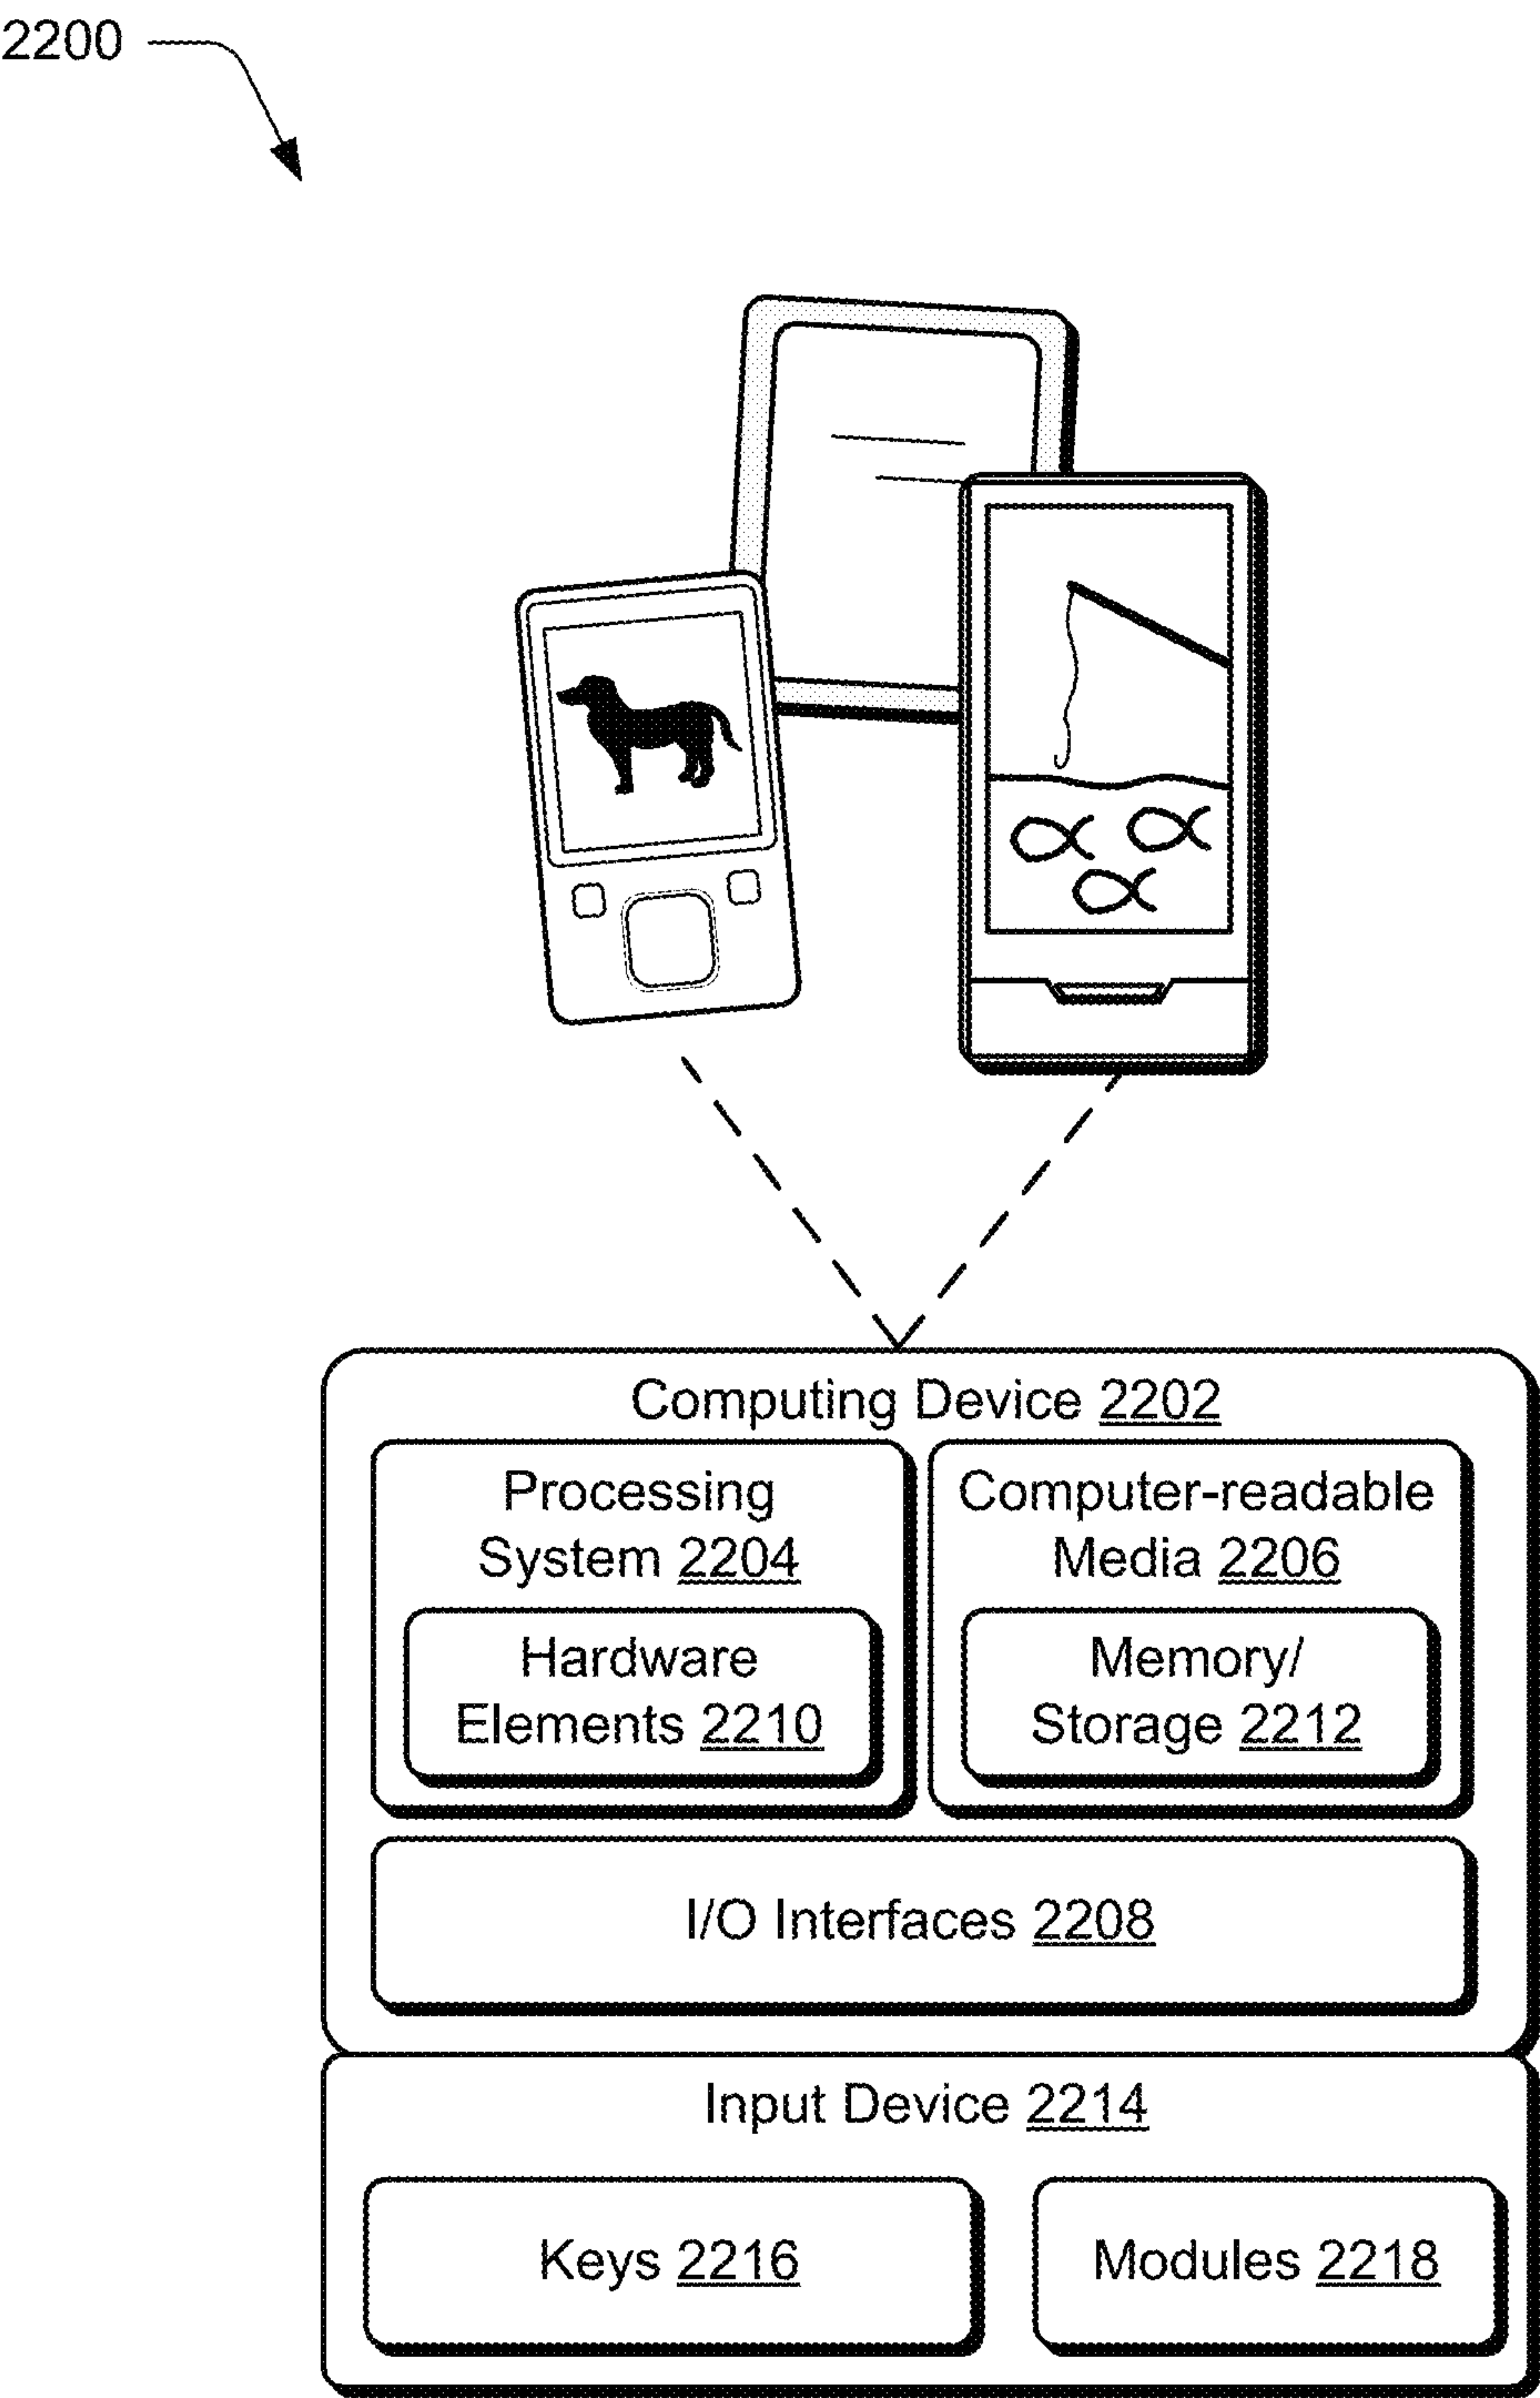 2200
Computing Device 2202
Processing
System 2204
Computer-readable
Media 2206
Hardware
Elements 2210
Memory/
Storage 2212
I/O Interfaces 2208
Input Device 2214
Keys 2216
Modules 2218